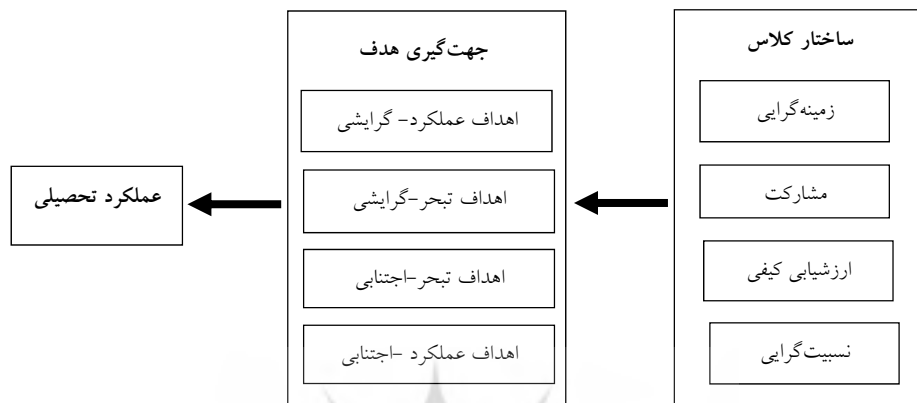 ساختار کلاس
زمینه‌گرایی
مشارکت
ارزشیابی کیفی
نسبیت‌گرایی
جهت‌گیری هدف
اهداف عملکرد- گرایشی
اهداف تبحر-گرایشی
اهداف تبحر-اجتنابی
اهداف عملکرد -اجتنابی
عملکرد تحصیلی